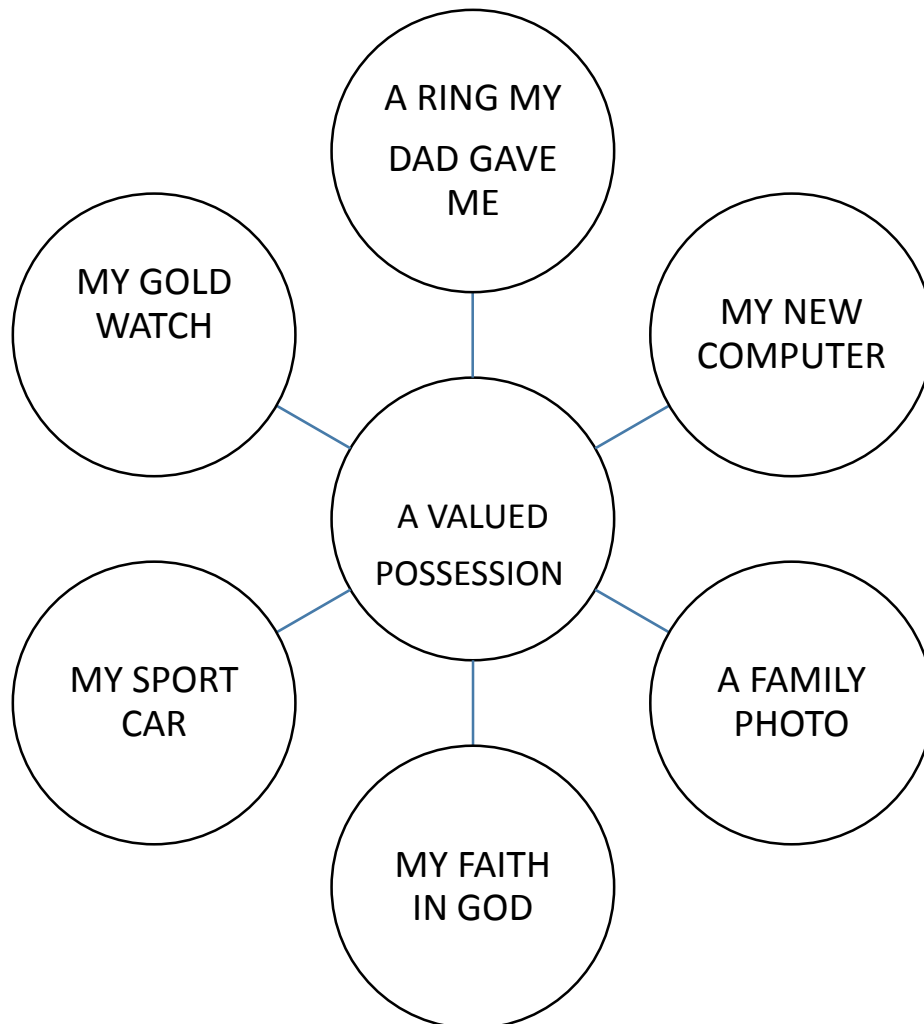 A RING MY
DAD GAVE
ME
MY GOLD
WATCH
MY NEW
COMPUTER
A VALUED
POSSESSION
MY SPORT
CAR
A FAMILY
PHOTO
MY FAITH
IN GOD